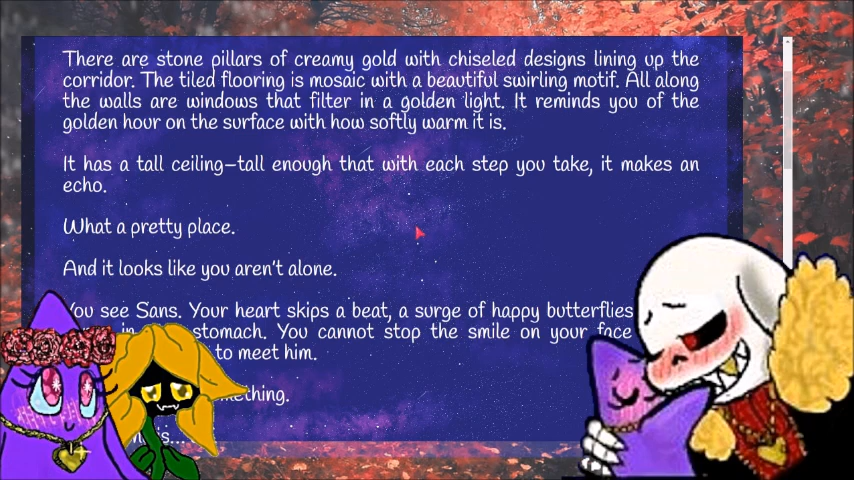 There are stone pillars of creamy gold with chiseled designs lining up the
corridor. The tiled flooring is mosaic with a beautiful swirling motif. All along
the walls are windows that filter in a golden light. It reminds you of the
golden hour on the surface with how softly warm it is.
It has a tall ceiling–tall enough that with each step you take, it makes an
echo.
What a pretty place.
And it looks like you aren't alone.
You see Sans. Your heart skips a beat, a surge of happy butterflies
in stomach. You cannot stop the smile on your face
to meet him.